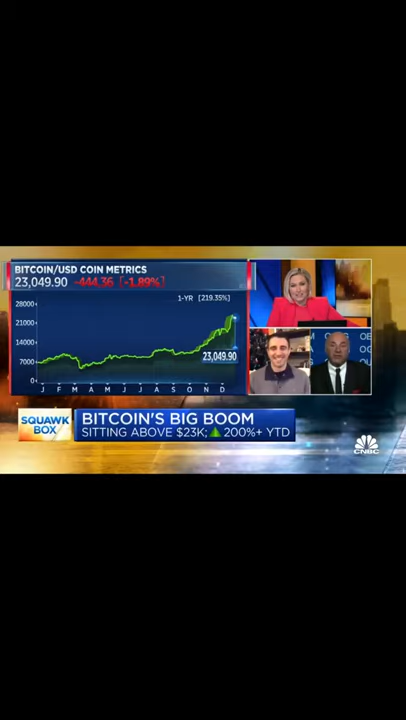 BITCOIN/USD COIN METRICS
23,049.90 -444.36 [-1.89%]
1-YR [219.35%]
28000
21000
14000
7000
0
23,049.90
J F M A M J J A S O N D
SQUAWK
BOX
BITCOIN'S BIG BOOM
SITTING ABOVE $23K; ▲ 200%+ YTD
CNBC